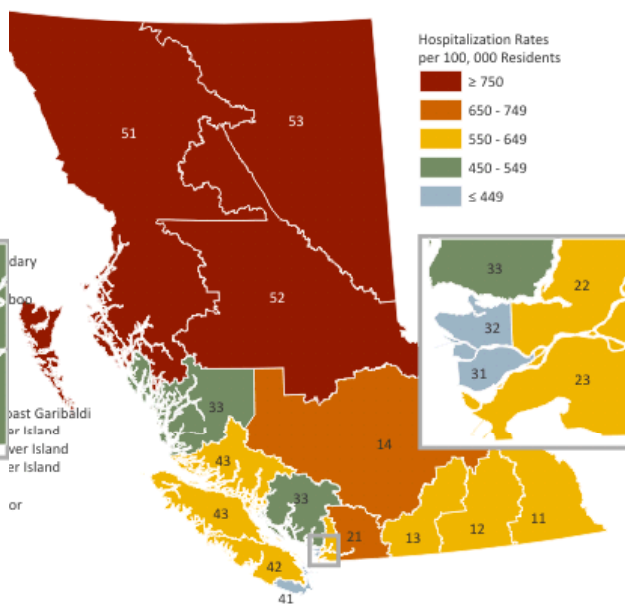 Hospitalization Rates
per 100, 000 Residents
≥ 750
650 - 749
550 - 649
450 - 549
≤ 449
51
53
52
33
43
14
33
43
42
41
21
13
12
11
33
22
32
31
23
dary
oast Garibaldi
er Island
ver Island
er Island
or